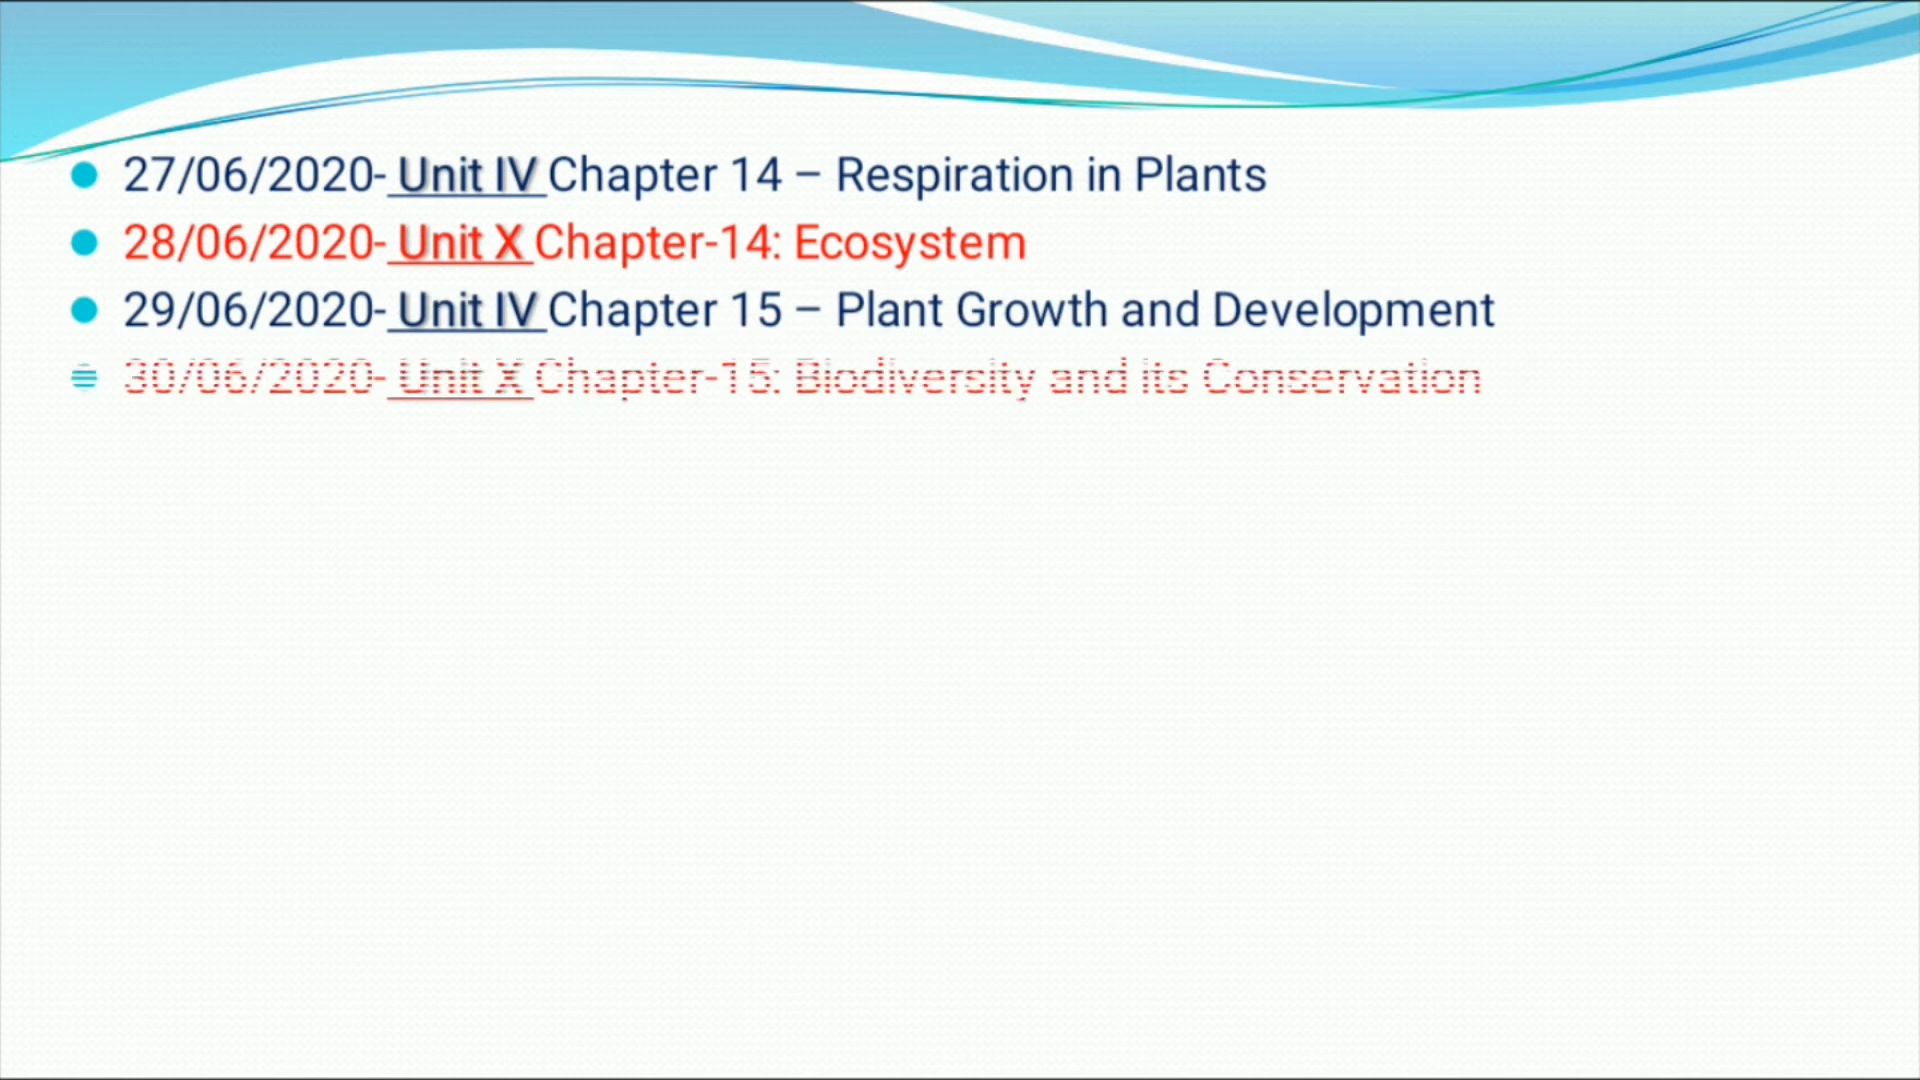 27/06/2020- Unit IV Chapter 14 – Respiration in Plants
28/06/2020- Unit X Chapter-14: Ecosystem
29/06/2020- Unit IV Chapter 15 – Plant Growth and Development
30/06/2020- Unit X Chapter-15: Biodiversity and its Conservation